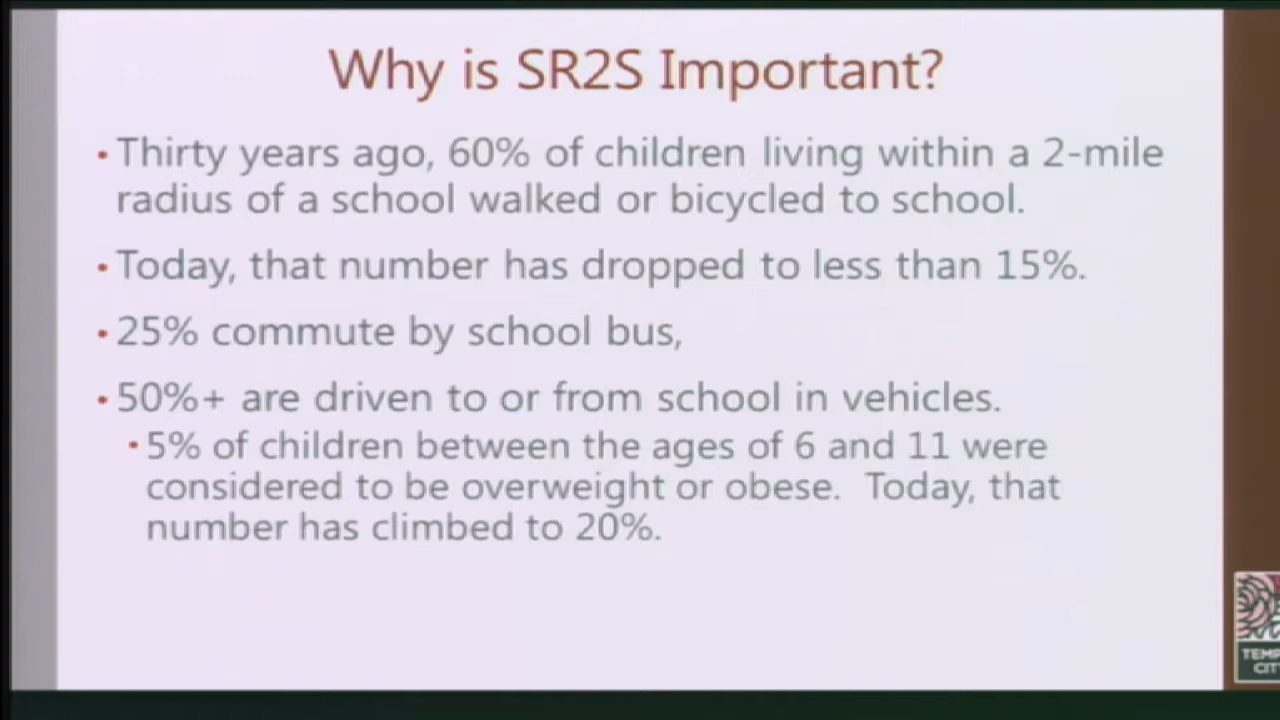 Why is SR2S Important?
• Thirty years ago, 60% of children living within a 2-mile
radius of a school walked or bicycled to school.
• Today, that number has dropped to less than 15%.
• 25% commute by school bus,
• 50%+ are driven to or from school in vehicles.
• 5% of children between the ages of 6 and 11 were
considered to be overweight or obese.  Today, that
number has climbed to 20%.